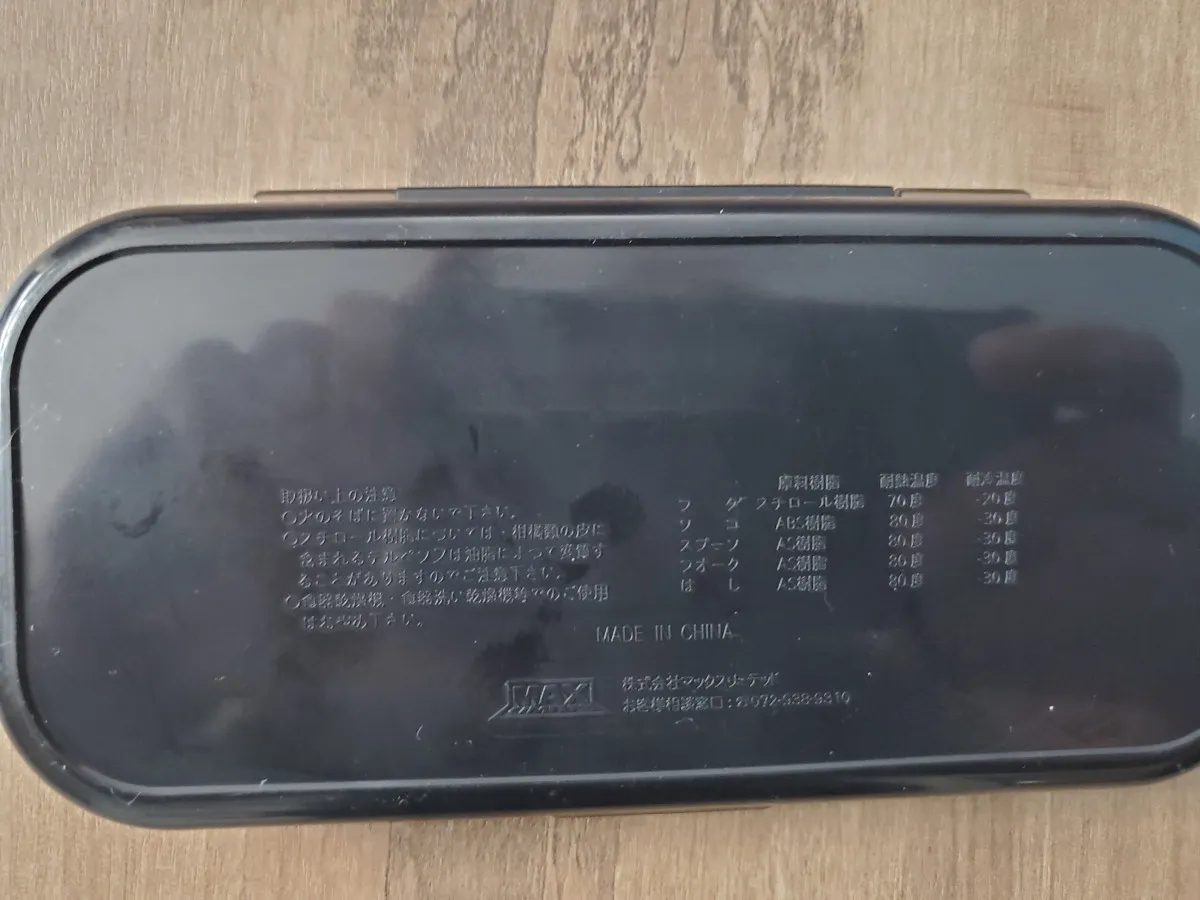 取扱い上の注意
○火のそばに置かないで下さい。
○スチロール樹脂については、柑橘類の皮に
含まれるテルペンフは油脂によって変質す
ることがありますのでご注意下さい。
○食器乾燥機・食器洗い乾燥機等でのご使用
はおやめ下さい。
原料樹脂 耐熱温度 耐冷温度
フタ スチロール樹脂 70度 -20度
ソコ ABS樹脂 80度 -30度
スプーン AS樹脂 80度 -30度
フォーク AS樹脂 80度 -30度
はし AS樹脂 80度 -30度
MADE IN CHINA
MAX
株式会社マックスリーテッド
お客様相談窓口:☎072-938-9310